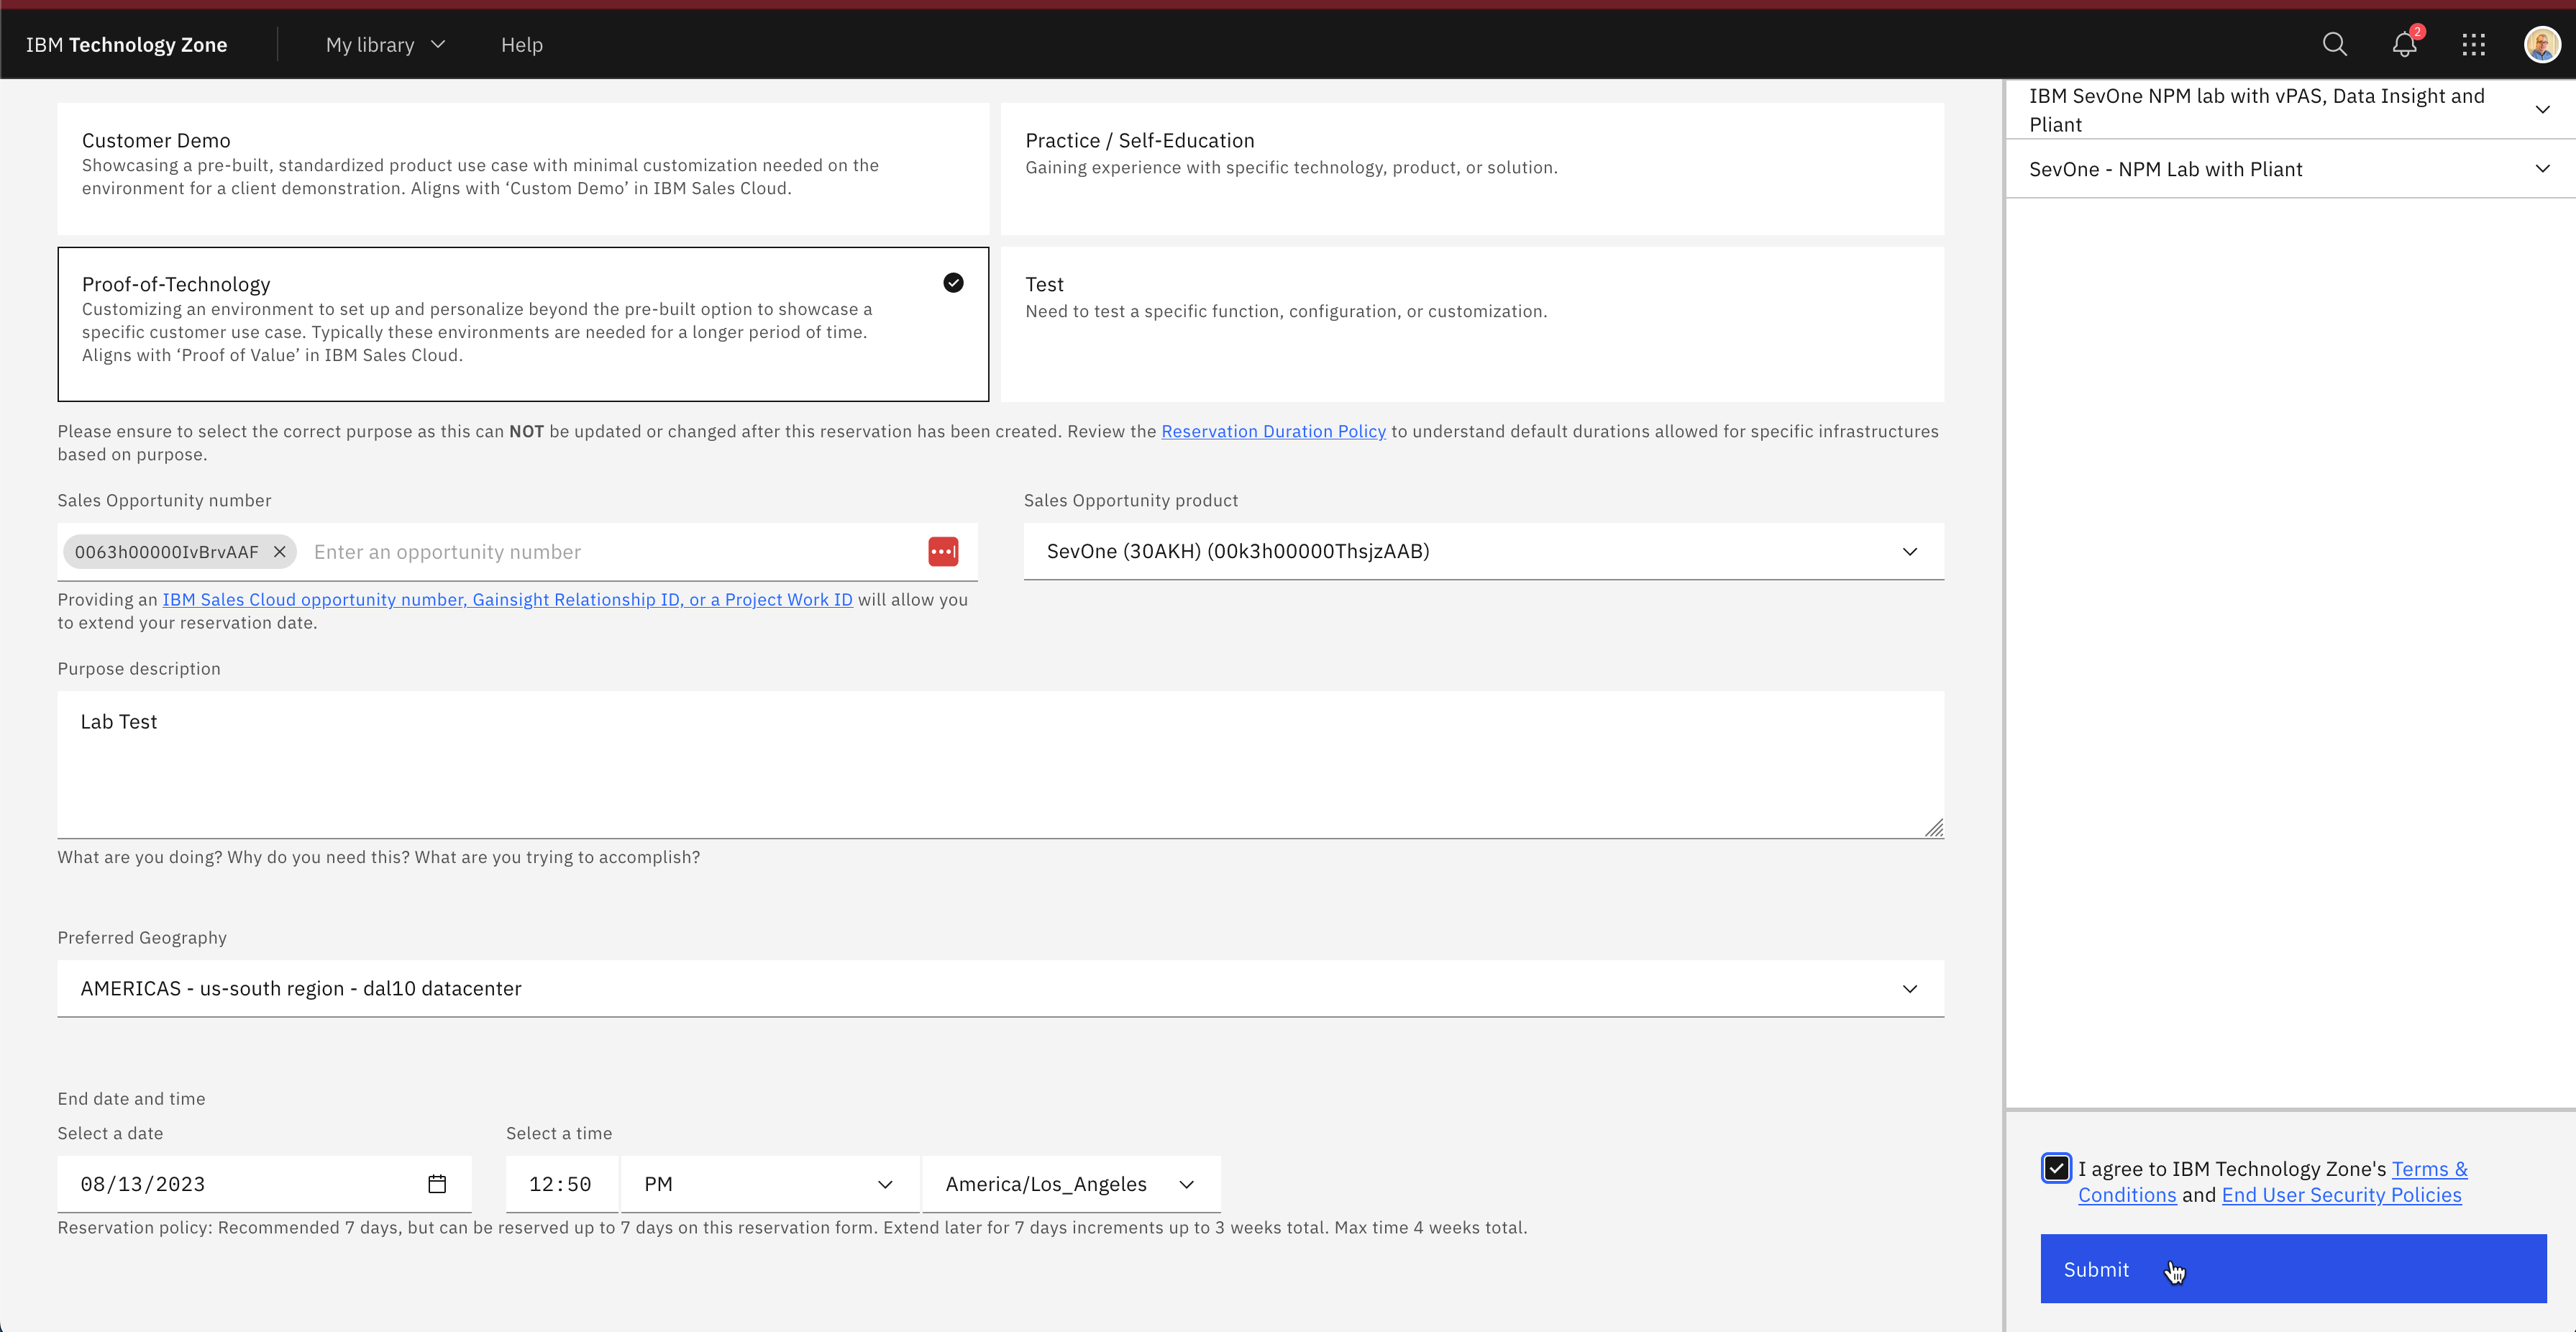 IBM Technology Zone
My library
Help
2
Customer Demo
Showcasing a pre-built, standardized product use case with minimal customization needed on the
environment for a client demonstration. Aligns with ‘Custom Demo’ in IBM Sales Cloud.
Practice / Self-Education
Gaining experience with specific technology, product, or solution.
Proof-of-Technology
Customizing an environment to set up and personalize beyond the pre-built option to showcase a
specific customer use case. Typically these environments are needed for a longer period of time.
Aligns with ‘Proof of Value’ in IBM Sales Cloud.
Test
Need to test a specific function, configuration, or customization.
Please ensure to select the correct purpose as this can NOT be updated or changed after this reservation has been created. Review the Reservation Duration Policy to understand default durations allowed for specific infrastructures
based on purpose.
Sales Opportunity number
0063h00000IvBrvAAF
Enter an opportunity number
Providing an IBM Sales Cloud opportunity number, Gainsight Relationship ID, or a Project Work ID will allow you
to extend your reservation date.
Sales Opportunity product
SevOne (30AKH) (00k3h00000ThsjzAAB)
Purpose description
Lab Test
What are you doing? Why do you need this? What are you trying to accomplish?
Preferred Geography
AMERICAS - us-south region - dal10 datacenter
End date and time
Select a date
08/13/2023
Select a time
12:50
PM
America/Los_Angeles
Reservation policy: Recommended 7 days, but can be reserved up to 7 days on this reservation form. Extend later for 7 days increments up to 3 weeks total. Max time 4 weeks total.
IBM SevOne NPM lab with vPAS, Data Insight and
Pliant
SevOne - NPM Lab with Pliant
I agree to IBM Technology Zone's Terms &
Conditions and End User Security Policies
Submit